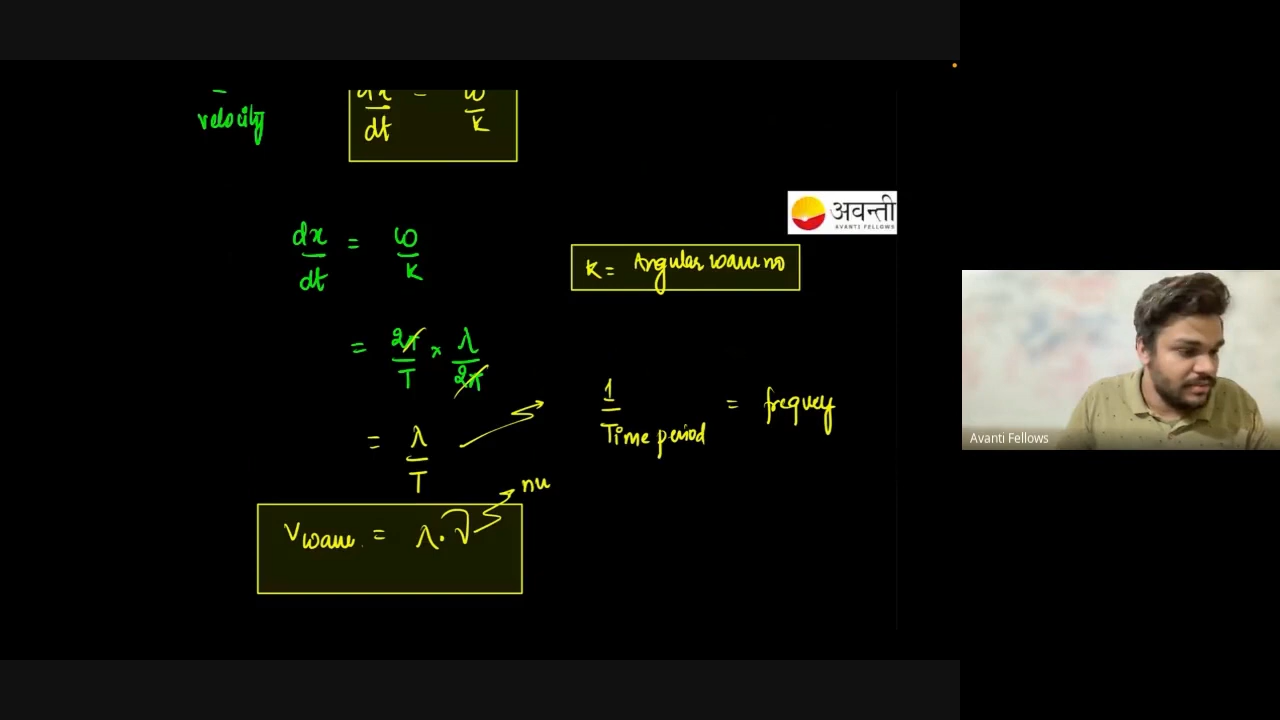 velocity
dx/dt = ω/k
अवन्ती
AVANTI FELLOWS
dx/dt = ω/k
k = Angular wave no
= 2π/T × λ/2π
= λ/T
1/Time period = frequey
nu
Vwave = λ.ν
Avanti Fellows